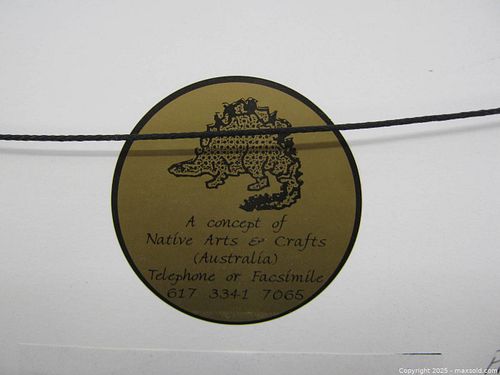 A concept of
Native Arts & Crafts
(Australia)
Telephone or Facsimile
617 3341 7065
Copyright 2025 - maxsold.com